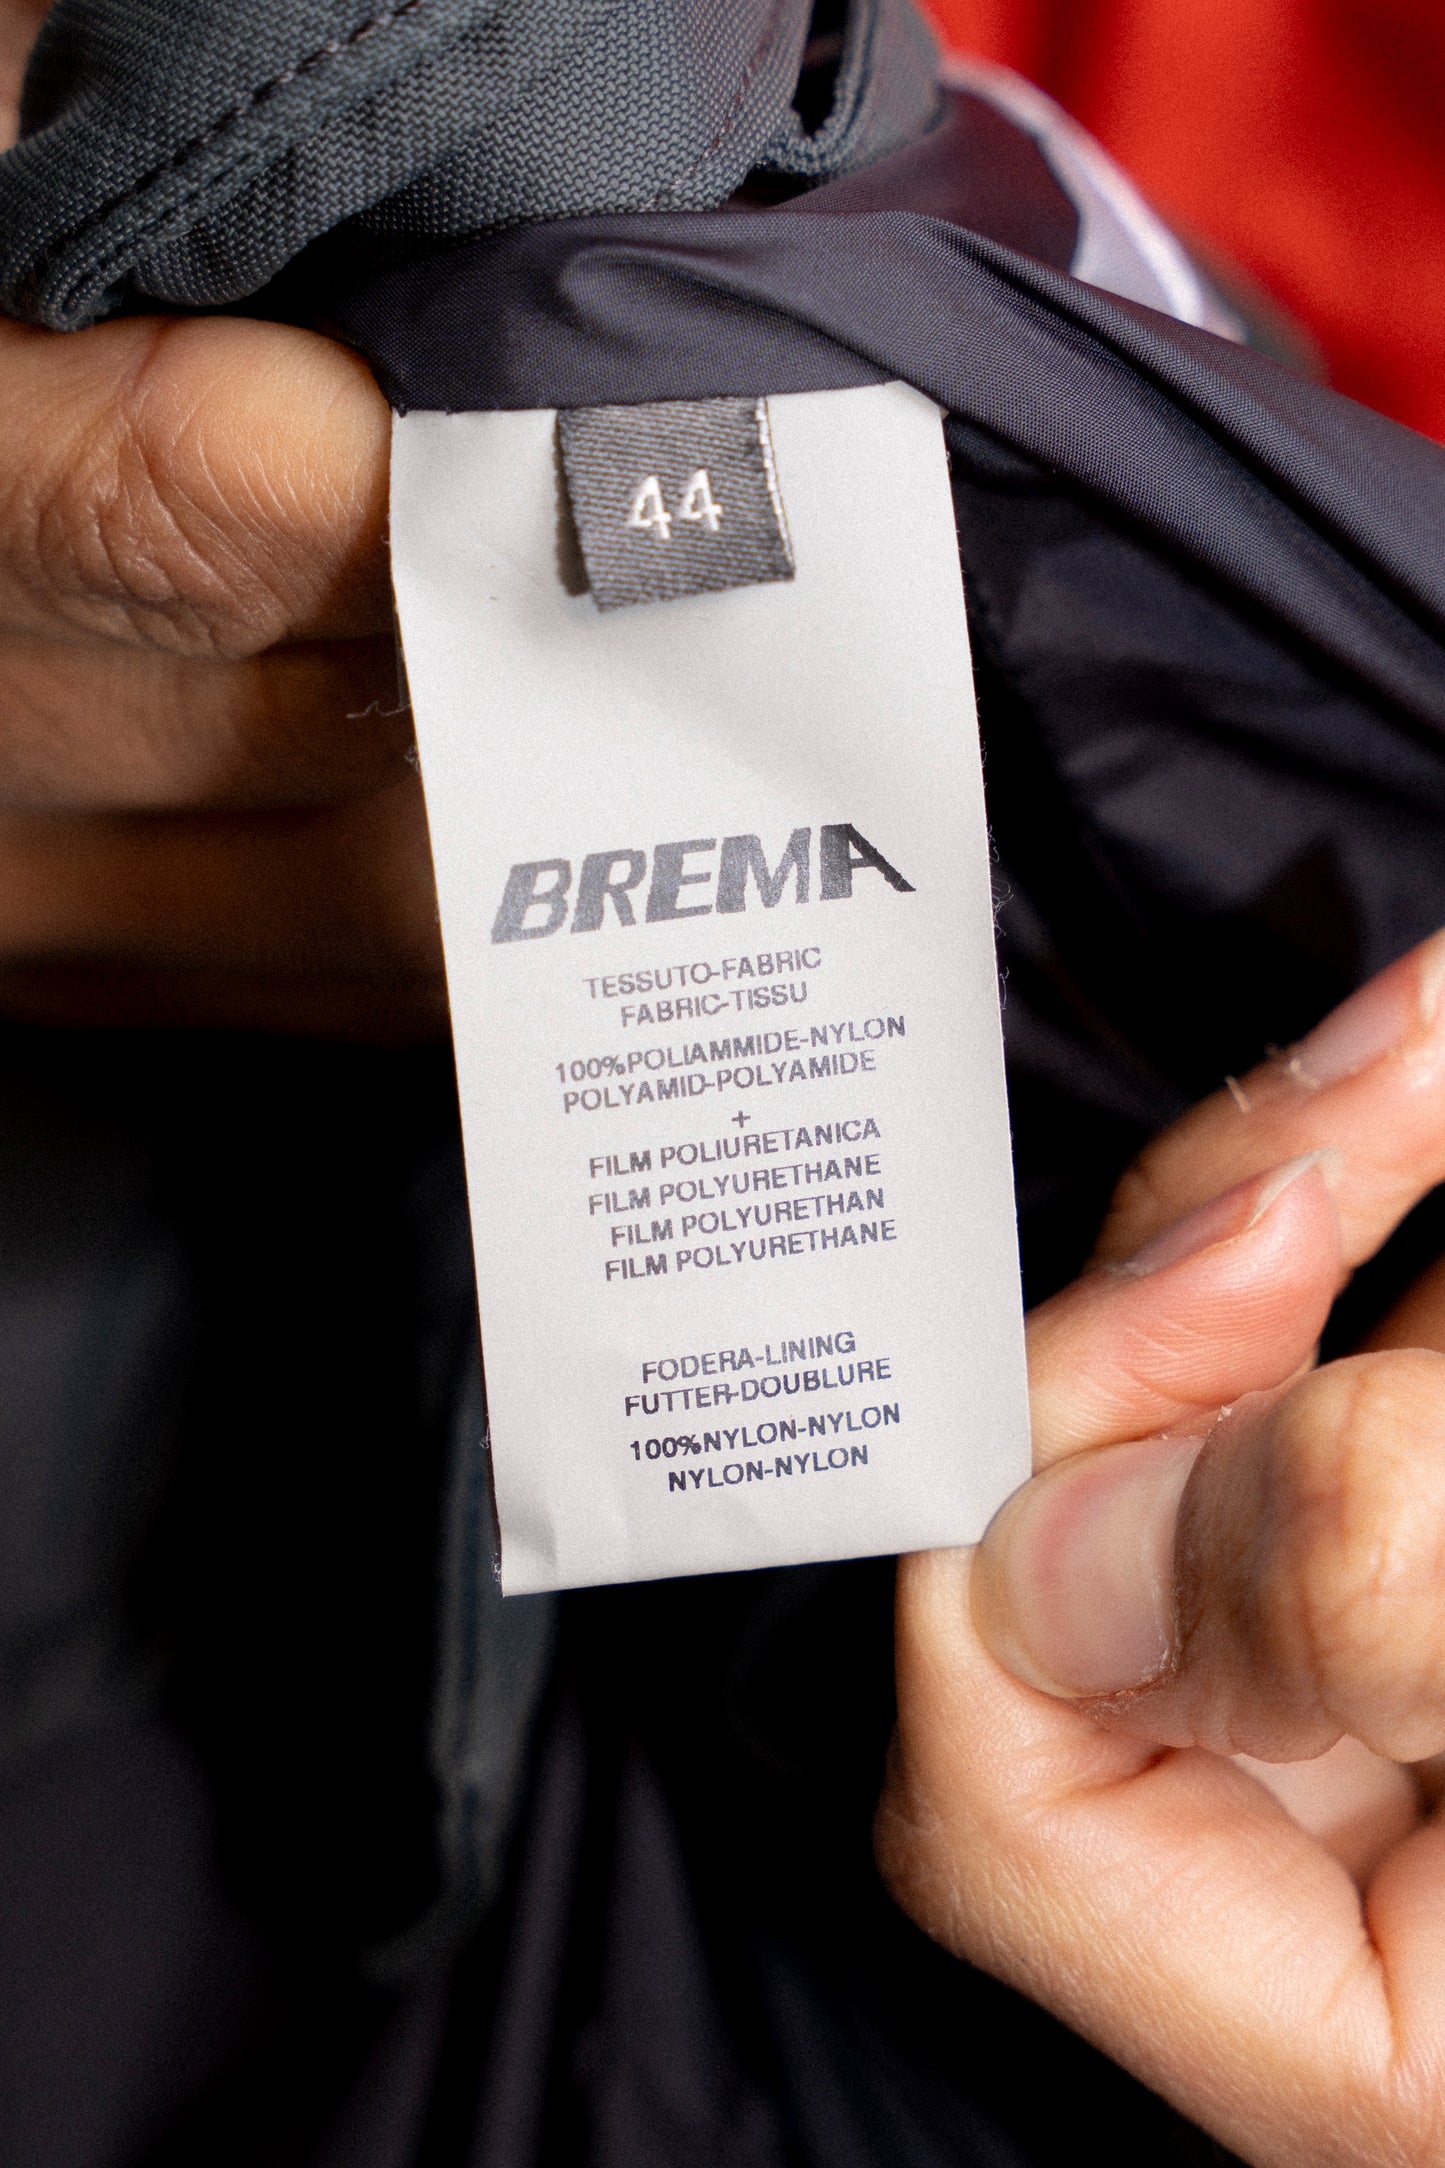 44
BREMA
TESSUTO-FABRIC
FABRIC-TISSU
100%POLIAMMIDE-NYLON
POLYAMID-POLYAMIDE
+
FILM POLIURETANICA
FILM POLYURETHANE
FILM POLYURETHAN
FILM POLYURETHANE
FODERA-LINING
FUTTER-DOUBLURE
100%NYLON-NYLON
NYLON-NYLON